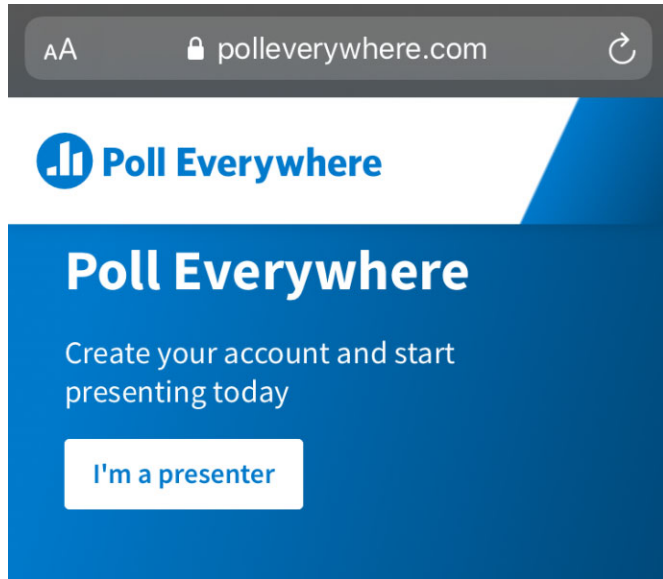 AA polleverywhere.com
Poll Everywhere
Poll Everywhere
Create your account and start
presenting today
I'm a presenter